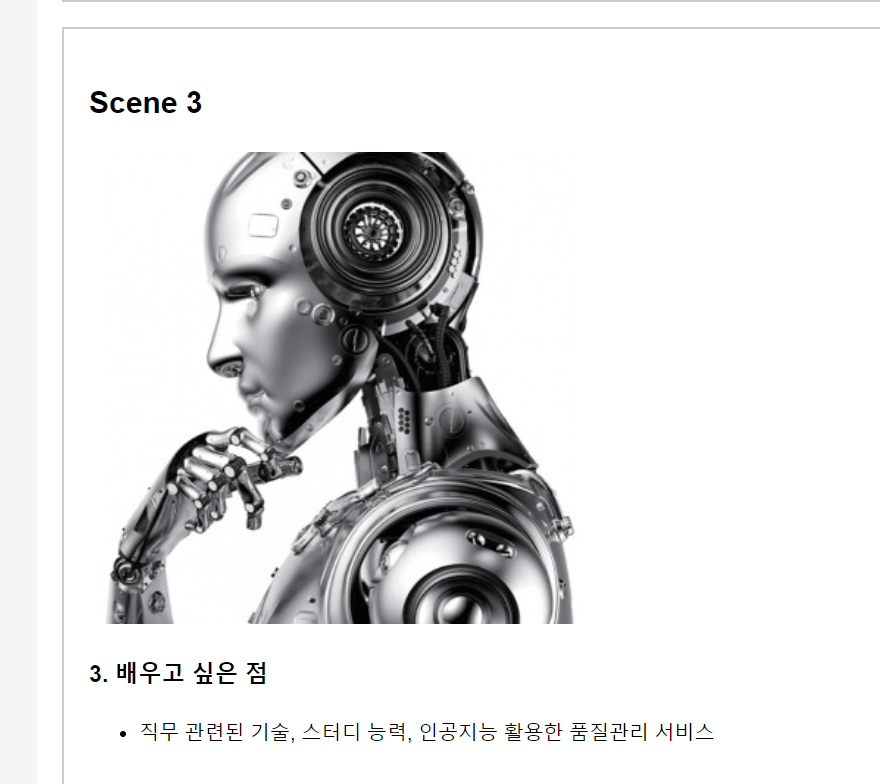 Scene 3
3. 배우고 싶은 점
직무 관련된 기술, 스터디 능력, 인공지능 활용한 품질관리 서비스